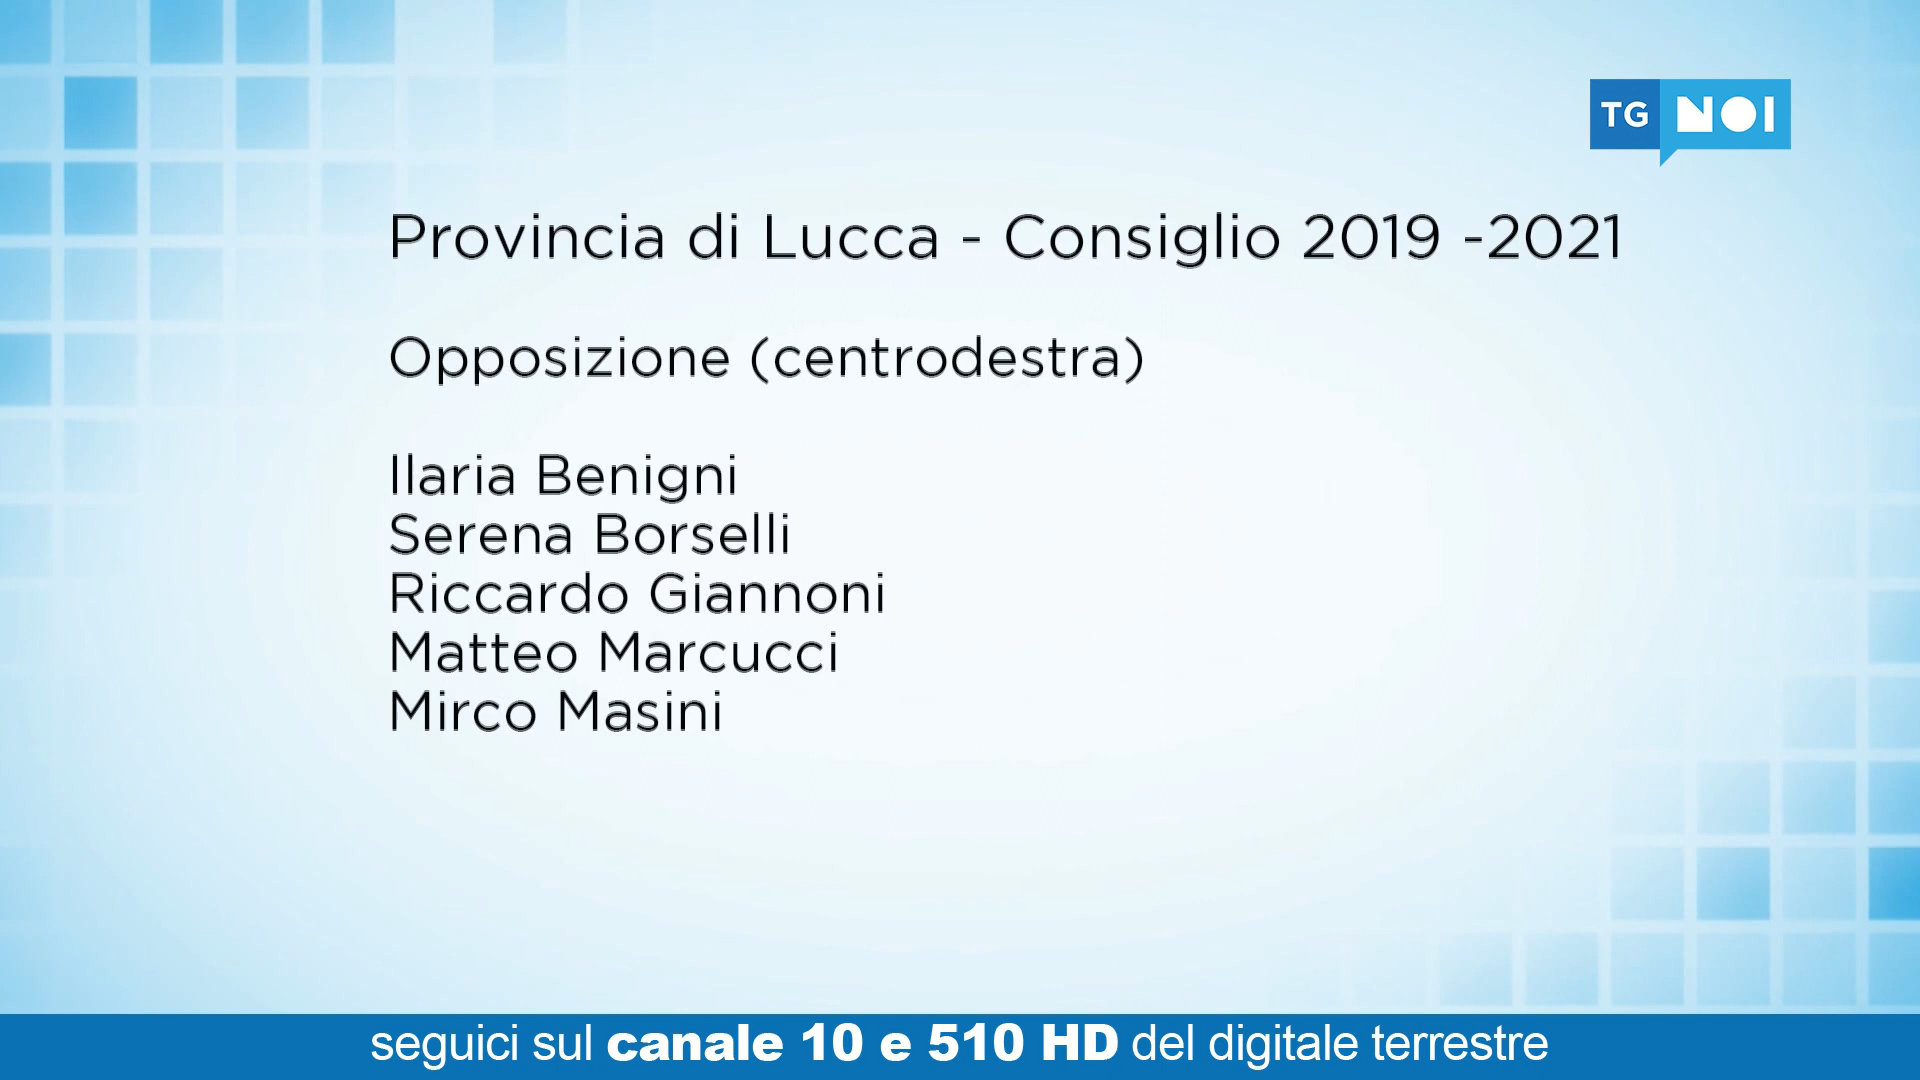 TG NOI
Provincia di Lucca - Consiglio 2019 -2021
Opposizione (centrodestra)
Ilaria Benigni
Serena Borselli
Riccardo Giannoni
Matteo Marcucci
Mirco Masini
seguici sul canale 10 e 510 HD del digitale terrestre